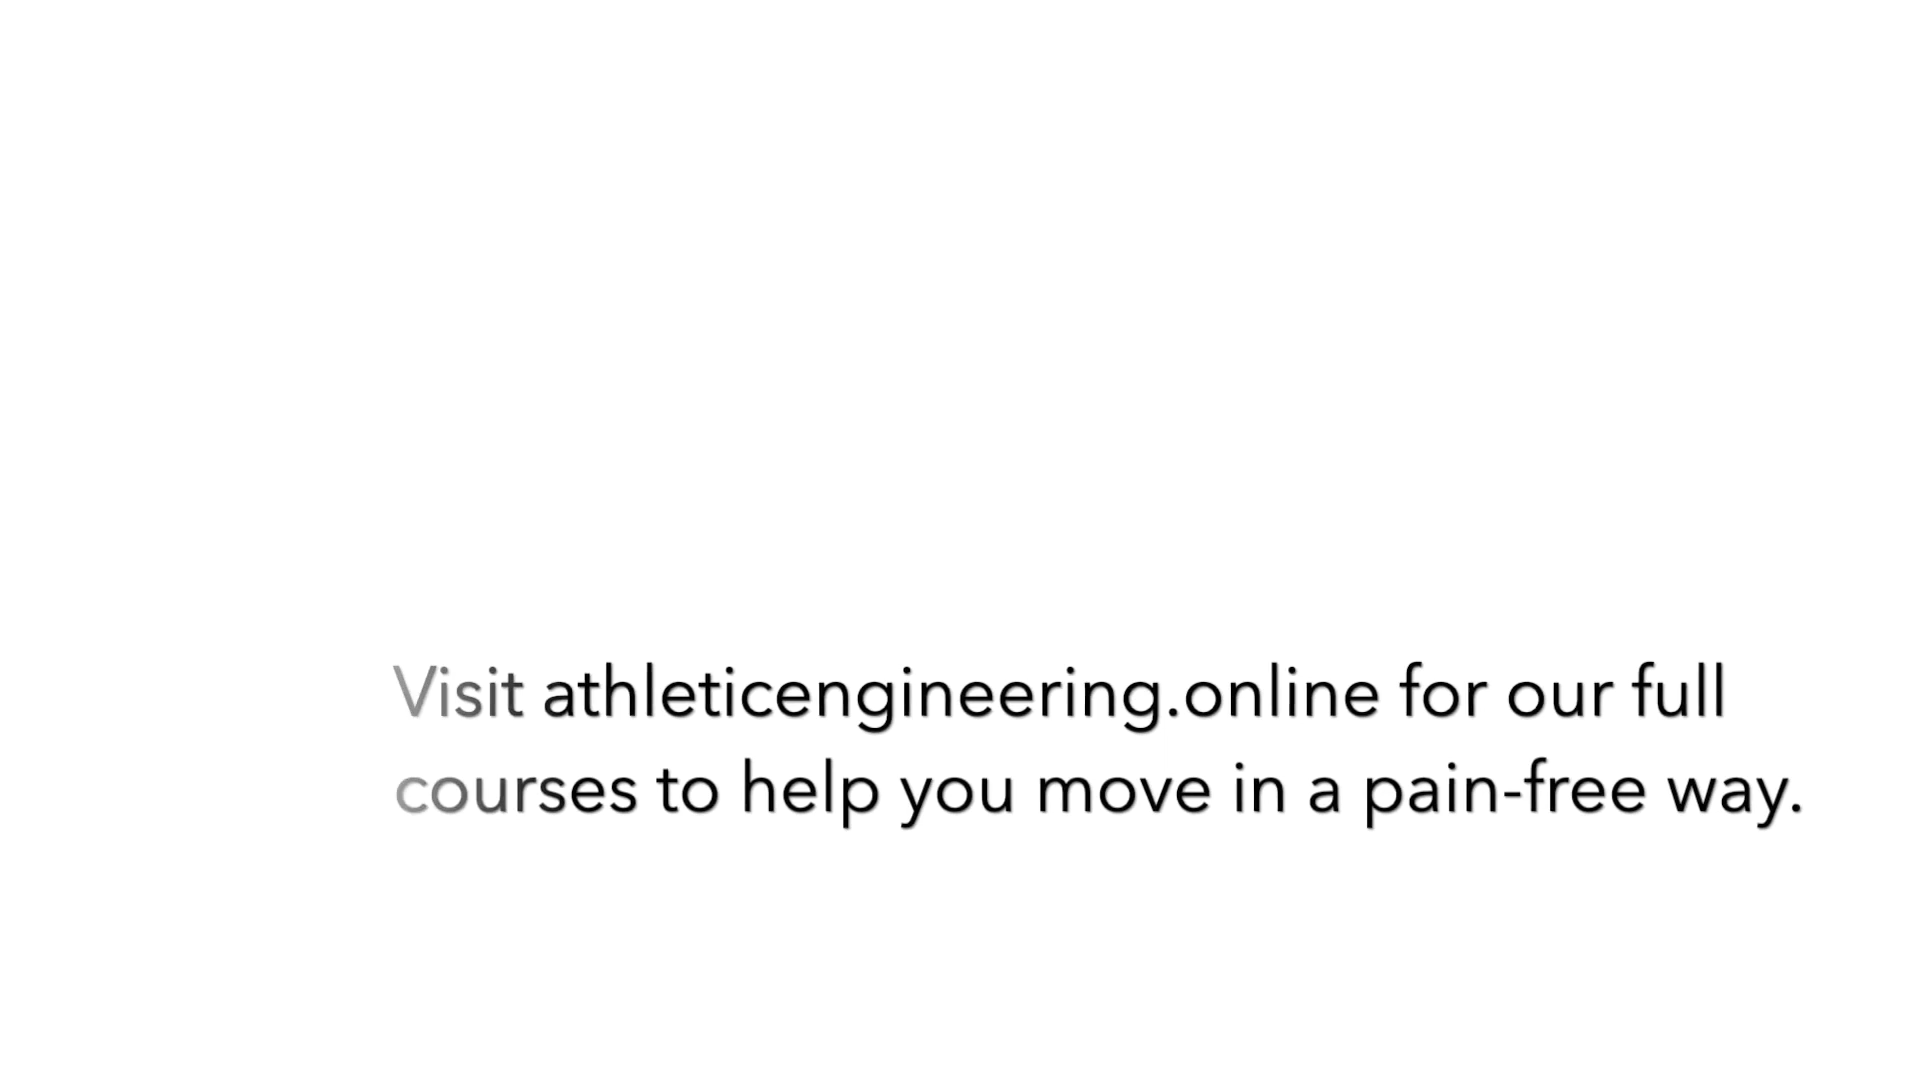 Visit athleticengineering.online for our full
courses to help you move in a pain-free way.